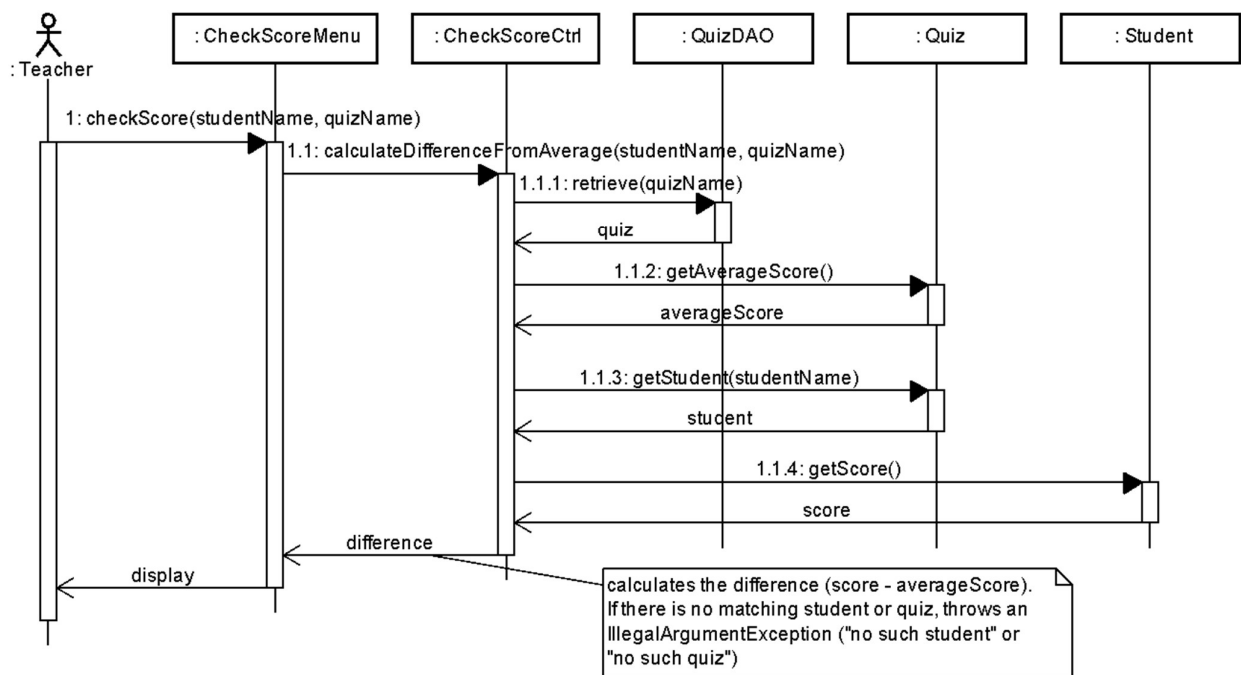 : CheckScoreMenu
: CheckScoreCtrl
: QuizDAO
: Quiz
: Student
: Teacher
1: checkScore(studentName, quizName)
1.1: calculateDifferenceFromAverage(studentName, quizName)
1.1.1: retrieve(quizName)
quiz
1.1.2: getAverageScore()
averageScore
1.1.3: getStudent(studentName)
student
1.1.4: getScore()
score
difference
display
calculates the difference (score - averageScore).
If there is no matching student or quiz, throws an
IllegalArgumentException ("no such student" or
"no such quiz")